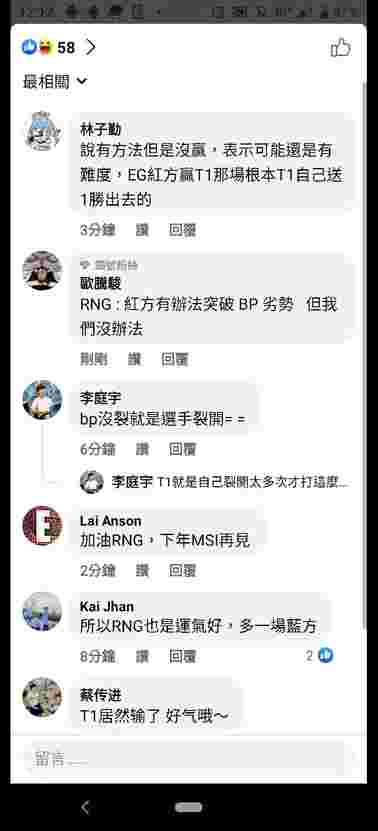 12:12
58
最相關
林子勤
說有方法但是沒贏，表示可能還是有
難度，EG紅方贏T1那場根本T1自己送
1勝出去的
3分鐘 讚 回覆
頭號粉絲
歐騰駿
RNG : 紅方有辦法突破 BP 劣勢 但我
們沒辦法
剛剛 讚 回覆
李庭宇
bp沒裂就是選手裂開= =
6分鐘 讚 回覆
李庭宇 T1就是自己裂開太多次才打這麼...
Lai Anson
加油RNG，下年MSI再見
2分鐘 讚 回覆
Kai Jhan
所以RNG也是運氣好，多一場藍方
8分鐘 讚 回覆 2
蔡传进
T1居然输了 好气哦～
留言......